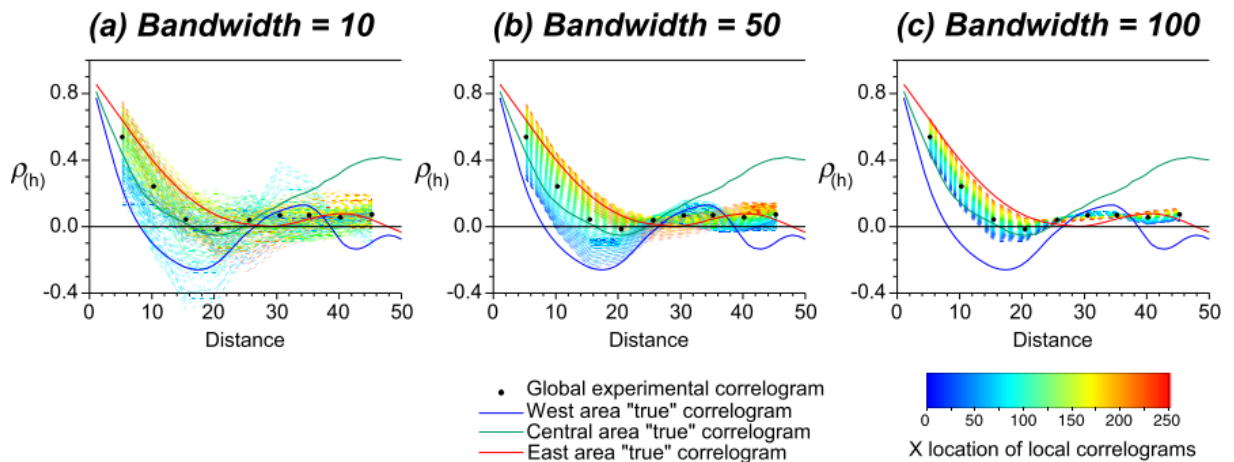 (a) Bandwidth = 10
(b) Bandwidth = 50
(c) Bandwidth = 100
ρ(h)
0.8
0.4
0.0
-0.4
0 10 20 30 40 50
Distance
ρ(h)
0.8
0.4
0.0
-0.4
0 10 20 30 40 50
Distance
ρ(h)
0.8
0.4
0.0
-0.4
0 10 20 30 40 50
Distance
Global experimental correlogram
West area "true" correlogram
Central area "true" correlogram
East area "true" correlogram
0 50 100 150 200 250
X location of local correlograms